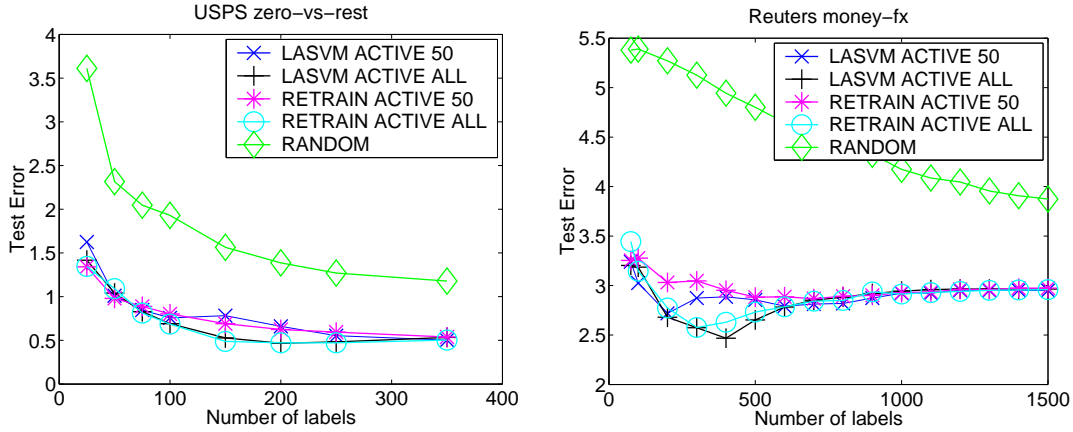 USPS zero−vs−rest
4
3.5
3
2.5
2
1.5
1
0.5
0
Test Error
LASVM ACTIVE 50
LASVM ACTIVE ALL
RETRAIN ACTIVE 50
RETRAIN ACTIVE ALL
RANDOM
0 100 200 300 400
Number of labels
Reuters money−fx
5.5
5
4.5
4
3.5
3
2.5
2
Test Error
LASVM ACTIVE 50
LASVM ACTIVE ALL
RETRAIN ACTIVE 50
RETRAIN ACTIVE ALL
RANDOM
0 500 1000 1500
Number of labels